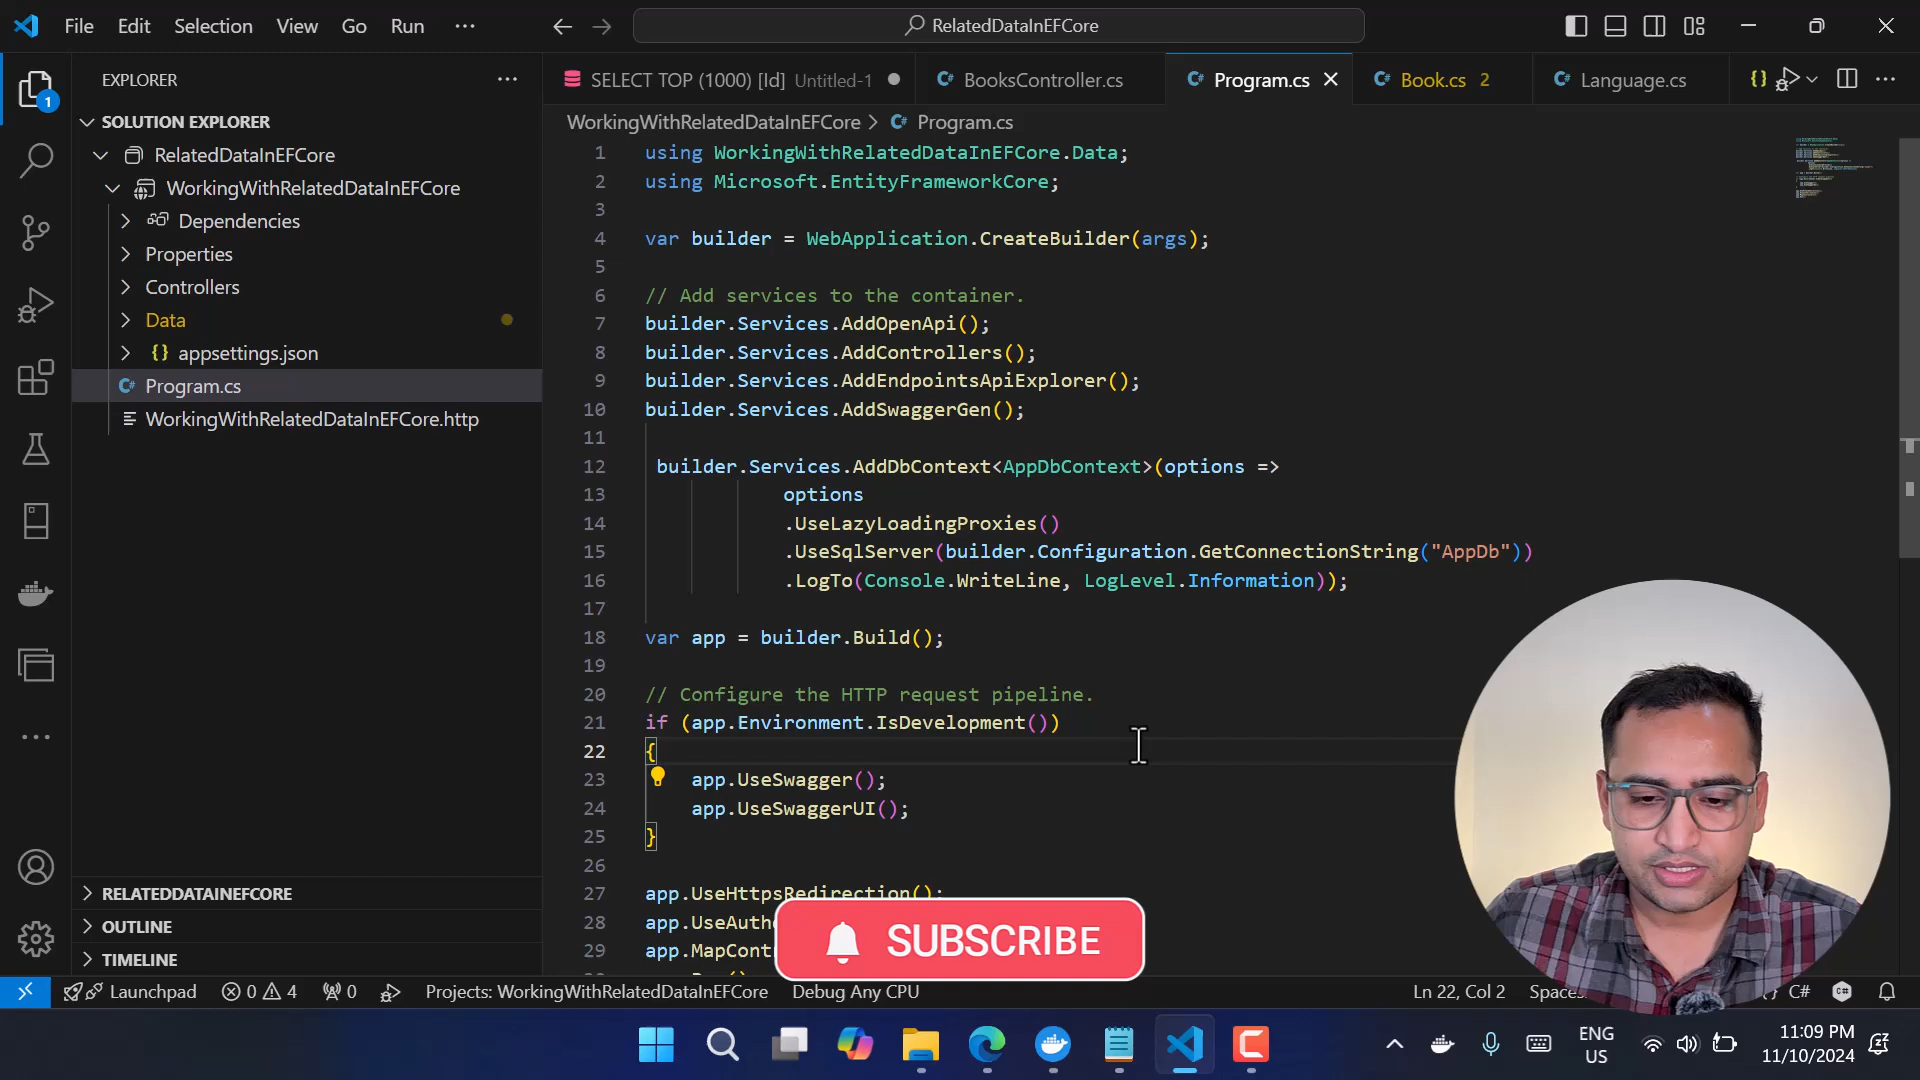 File Edit Selection View Go Run ···
RelatedDataInEFCore
EXPLORER
SOLUTION EXPLORER
RelatedDataInEFCore
WorkingWithRelatedDataInEFCore
Dependencies
Properties
Controllers
Data
{} appsettings.json
C# Program.cs
WorkingWithRelatedDataInEFCore.http
RELATEDDATAINEFCORE
OUTLINE
TIMELINE
1
SELECT TOP (1000) [Id] Untitled-1
C# BooksController.cs
C# Program.cs
C# Book.cs 2
C# Language.cs
WorkingWithRelatedDataInEFCore > C# Program.cs
1 using WorkingWithRelatedDataInEFCore.Data;
2 using Microsoft.EntityFrameworkCore;
3
4 var builder = WebApplication.CreateBuilder(args);
5
6 // Add services to the container.
7 builder.Services.AddOpenApi();
8 builder.Services.AddControllers();
9 builder.Services.AddEndpointsApiExplorer();
10 builder.Services.AddSwaggerGen();
11
12 builder.Services.AddDbContext<AppDbContext>(options =>
13 options
14 .UseLazyLoadingProxies()
15 .UseSqlServer(builder.Configuration.GetConnectionString("AppDb"))
16 .LogTo(Console.WriteLine, LogLevel.Information));
17
18 var app = builder.Build();
19
20 // Configure the HTTP request pipeline.
21 if (app.Environment.IsDevelopment())
22 {
23 app.UseSwagger();
24 app.UseSwaggerUI();
25 }
26
27 app.UseHttpsRedirection();
28 app.UseAutho
29 app.MapCont
SUBSCRIBE
Launchpad 0 4 0 Projects: WorkingWithRelatedDataInEFCore Debug Any CPU Ln 22, Col 2 Spaces: {} C#
ENG
US
11:09 PM
11/10/2024